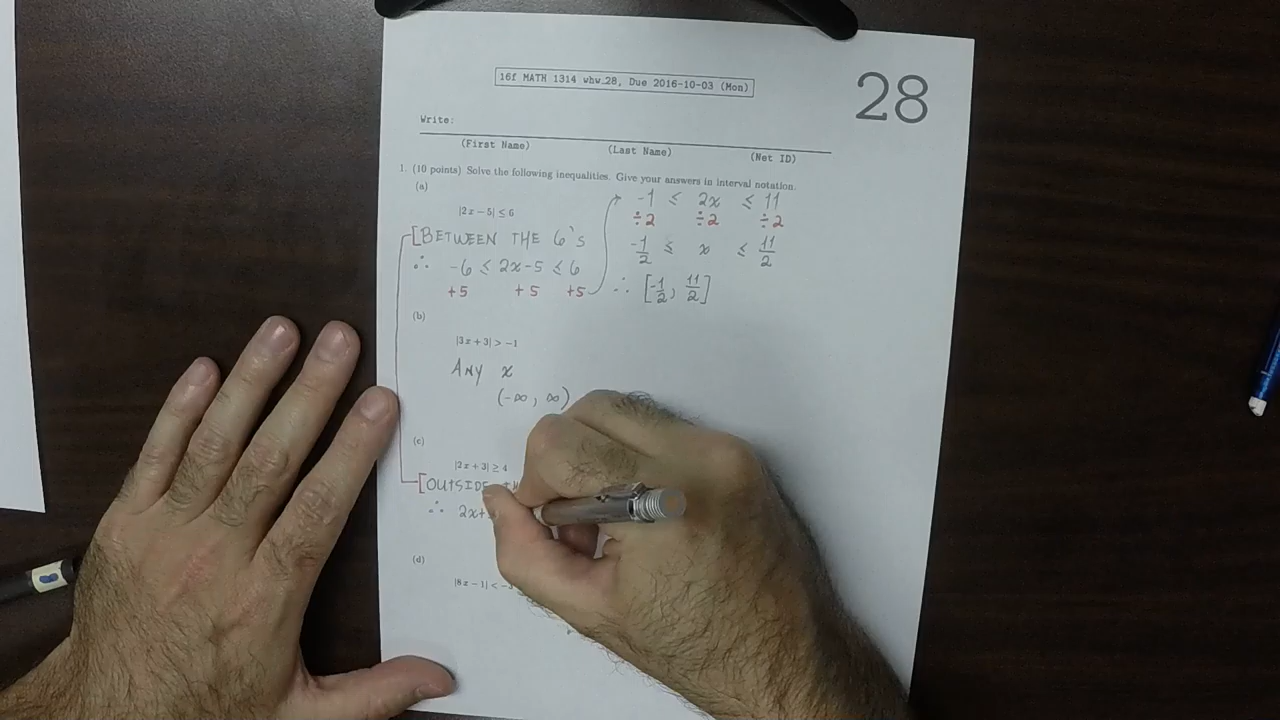 16f MATH 1314 whw_28, Due 2016-10-03 (Mon)
28
Write:
(First Name) (Last Name) (Net ID)
1. (10 points) Solve the following inequalities. Give your answers in interval notation.
(a)
|2x − 5| ≤ 6
[BETWEEN THE 6's
∴ -6 ≤ 2x-5 ≤ 6
+5 +5 +5
-1 ≤ 2x ≤ 11
÷2 ÷2 ÷2
-1/2 ≤ x ≤ 11/2
∴ [-1/2, 11/2]
(b)
|3x + 3| > −1
ANY x
(-∞, ∞)
(c)
|2x + 3| ≥ 4
[OUTSIDE
∴ 2x+
(d)
|8x − 1| <